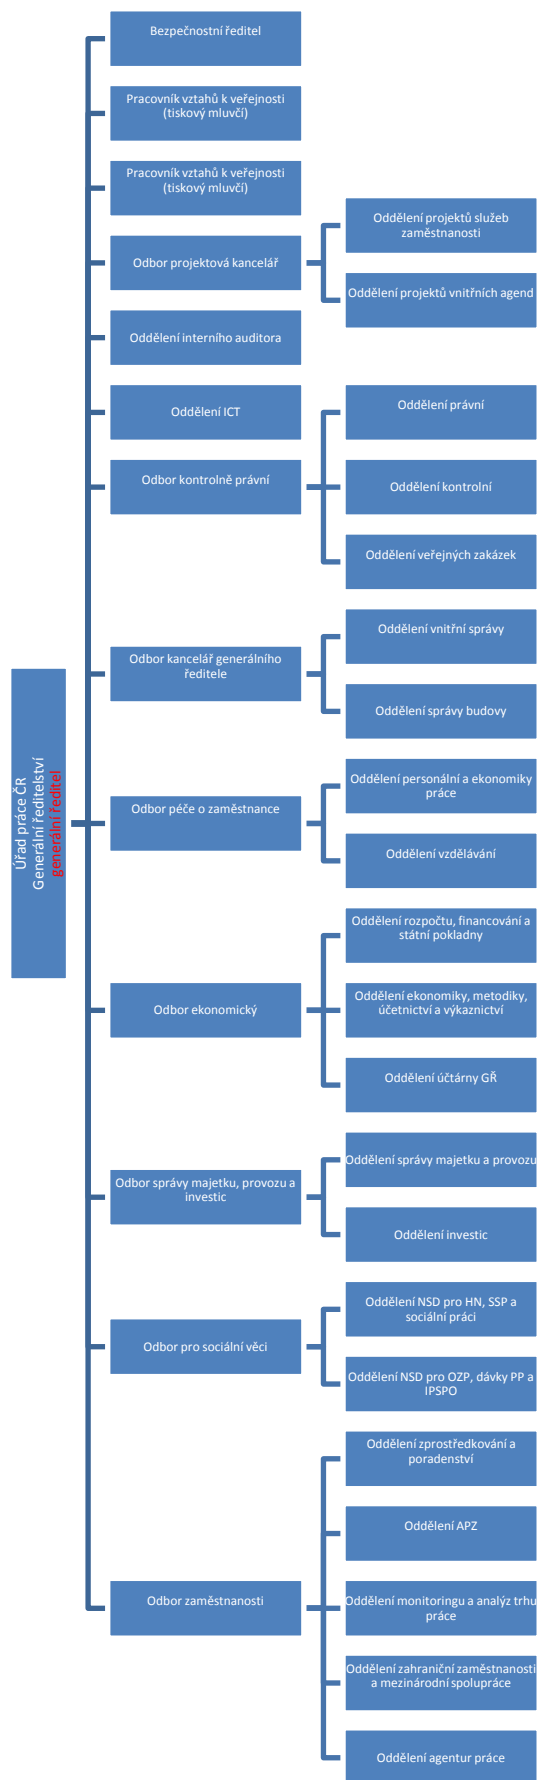 Bezpečnostní ředitel
Pracovník vztahů k veřejnosti
(tiskový mluvčí)
Pracovník vztahů k veřejnosti
(tiskový mluvčí)
Odbor projektová kancelář
Oddělení projektů služeb
zaměstnanosti
Oddělení projektů vnitřních agend
Oddělení interního auditora
Oddělení ICT
Odbor kontrolně právní
Oddělení právní
Oddělení kontrolní
Oddělení veřejných zakázek
Odbor kancelář generálního
ředitele
Oddělení vnitřní správy
Oddělení správy budovy
Úřad práce ČR
Generální ředitelství
generální ředitel
Odbor péče o zaměstnance
Oddělení personální a ekonomiky
práce
Oddělení vzdělávání
Odbor ekonomický
Oddělení rozpočtu, financování a
státní pokladny
Oddělení ekonomiky, metodiky,
účetnictví a výkaznictví
Oddělení účtárny GŘ
Odbor správy majetku, provozu a
investic
Oddělení správy majetku a provozu
Oddělení investic
Odbor pro sociální věci
Oddělení NSD pro HN, SSP a
sociální práci
Oddělení NSD pro OZP, dávky PP a
IPSPO
Odbor zaměstnanosti
Oddělení zprostředkování a
poradenství
Oddělení APZ
Oddělení monitoringu a analýz trhu
práce
Oddělení zahraniční zaměstnanosti
a mezinárodní spolupráce
Oddělení agentur práce